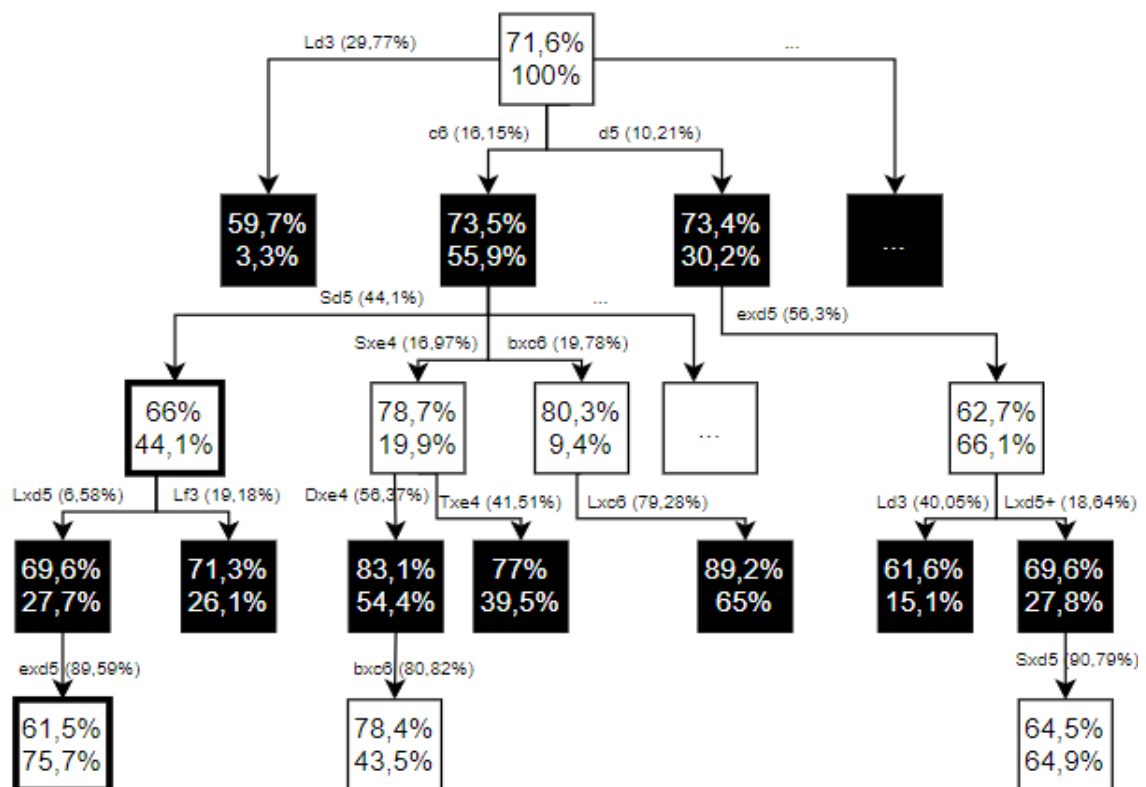 Ld3 (29,77%)
71,6%
100%
...
c6 (16,15%)
d5 (10,21%)
59,7%
3,3%
73,5%
55,9%
73,4%
30,2%
...
Sd5 (44,1%)
...
exd5 (56,3%)
Sxe4 (16,97%)
bxc6 (19,78%)
66%
44,1%
78,7%
19,9%
80,3%
9,4%
...
62,7%
66,1%
Lxd5 (6,58%)
Lf3 (19,18%)
Dxe4 (56,37%)
Txe4 (41,51%)
Lxc6 (79,28%)
Ld3 (40,05%)
Lxd5+ (18,64%)
69,6%
27,7%
71,3%
26,1%
83,1%
54,4%
77%
39,5%
89,2%
65%
61,6%
15,1%
69,6%
27,8%
exd5 (89,59%)
bxc6 (80,82%)
Sxd5 (90,79%)
61,5%
75,7%
78,4%
43,5%
64,5%
64,9%